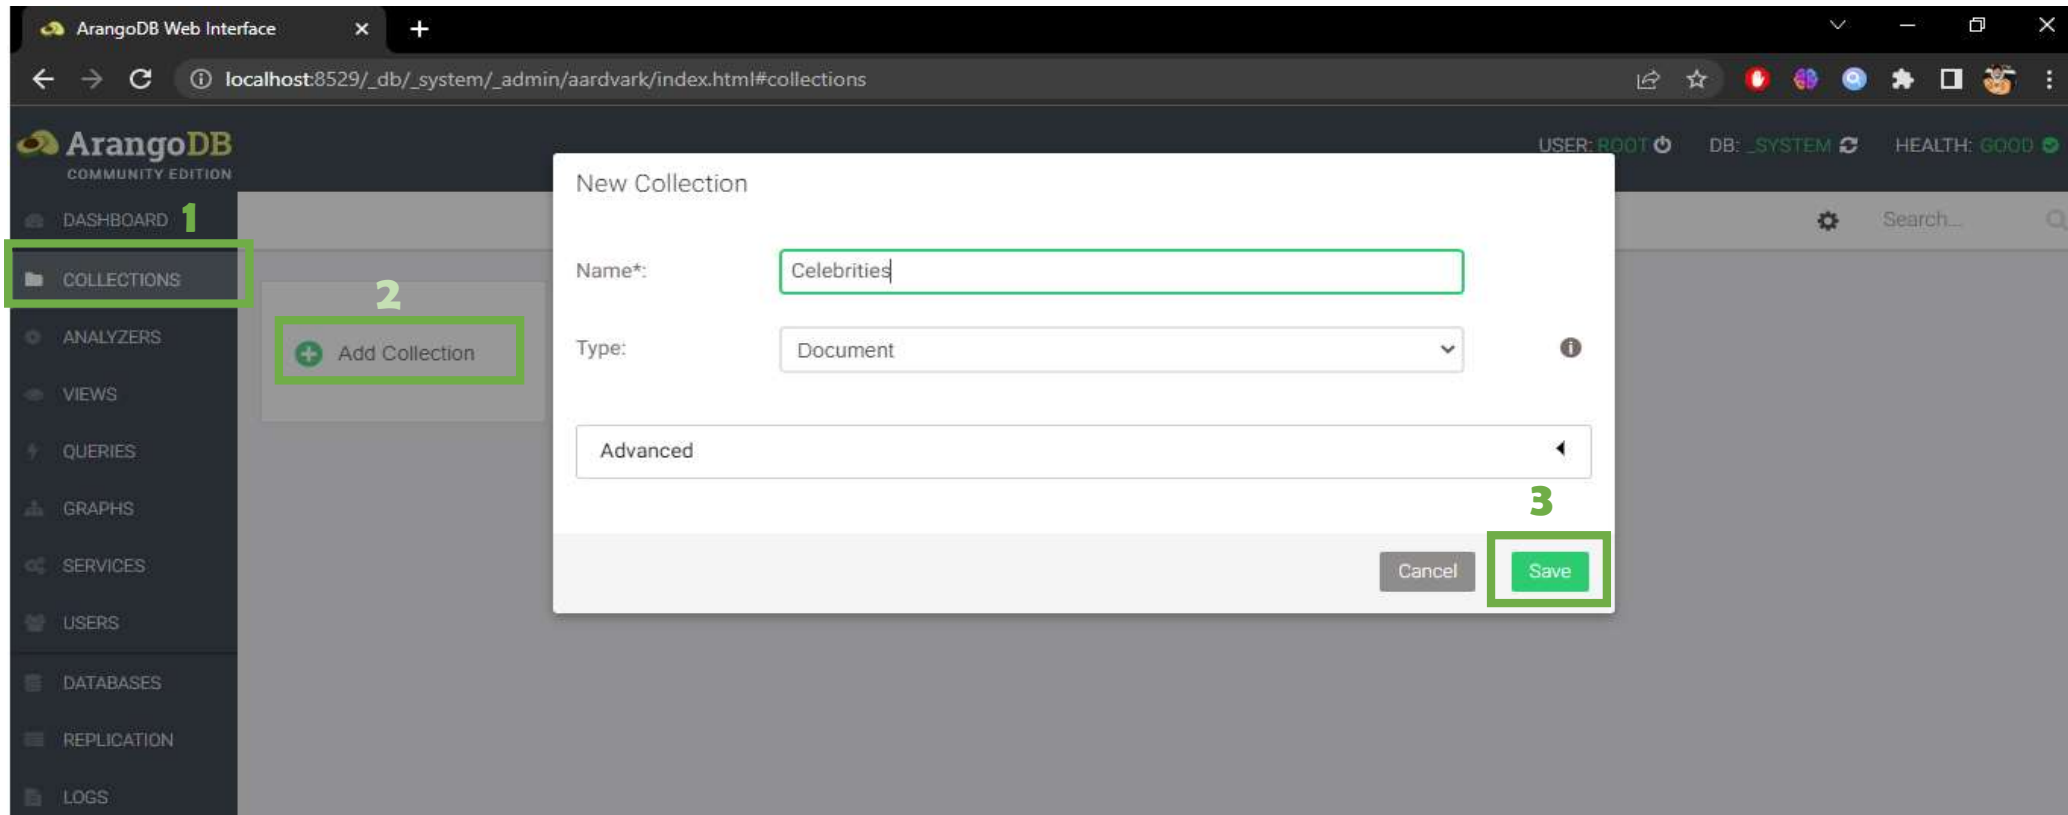 ArangoDB Web Interface
localhost:8529/_db/_system/_admin/aardvark/index.html#collections
ArangoDB
COMMUNITY EDITION
USER: ROOT
DB: _SYSTEM
HEALTH: GOOD
DASHBOARD
1
Search...
COLLECTIONS
2
Add Collection
ANALYZERS
VIEWS
QUERIES
GRAPHS
SERVICES
USERS
DATABASES
REPLICATION
LOGS
New Collection
Name*:
Celebrities
Type:
Document
Advanced
3
Cancel
Save